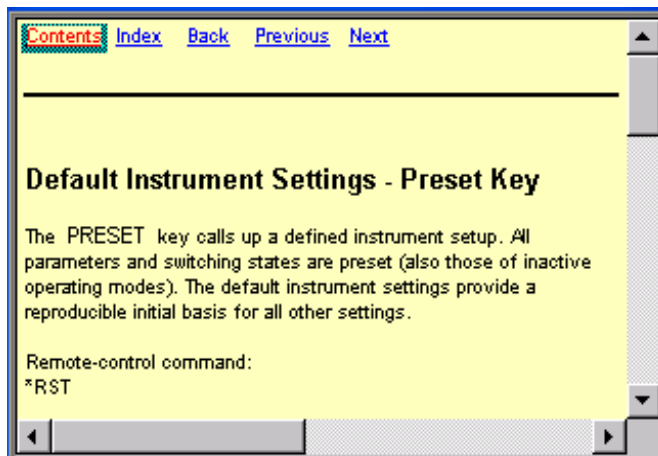 Contents Index Back Previous Next
Default Instrument Settings - Preset Key
The PRESET key calls up a defined instrument setup. All
parameters and switching states are preset (also those of inactive
operating modes). The default instrument settings provide a
reproducible initial basis for all other settings.
Remote-control command:
*RST